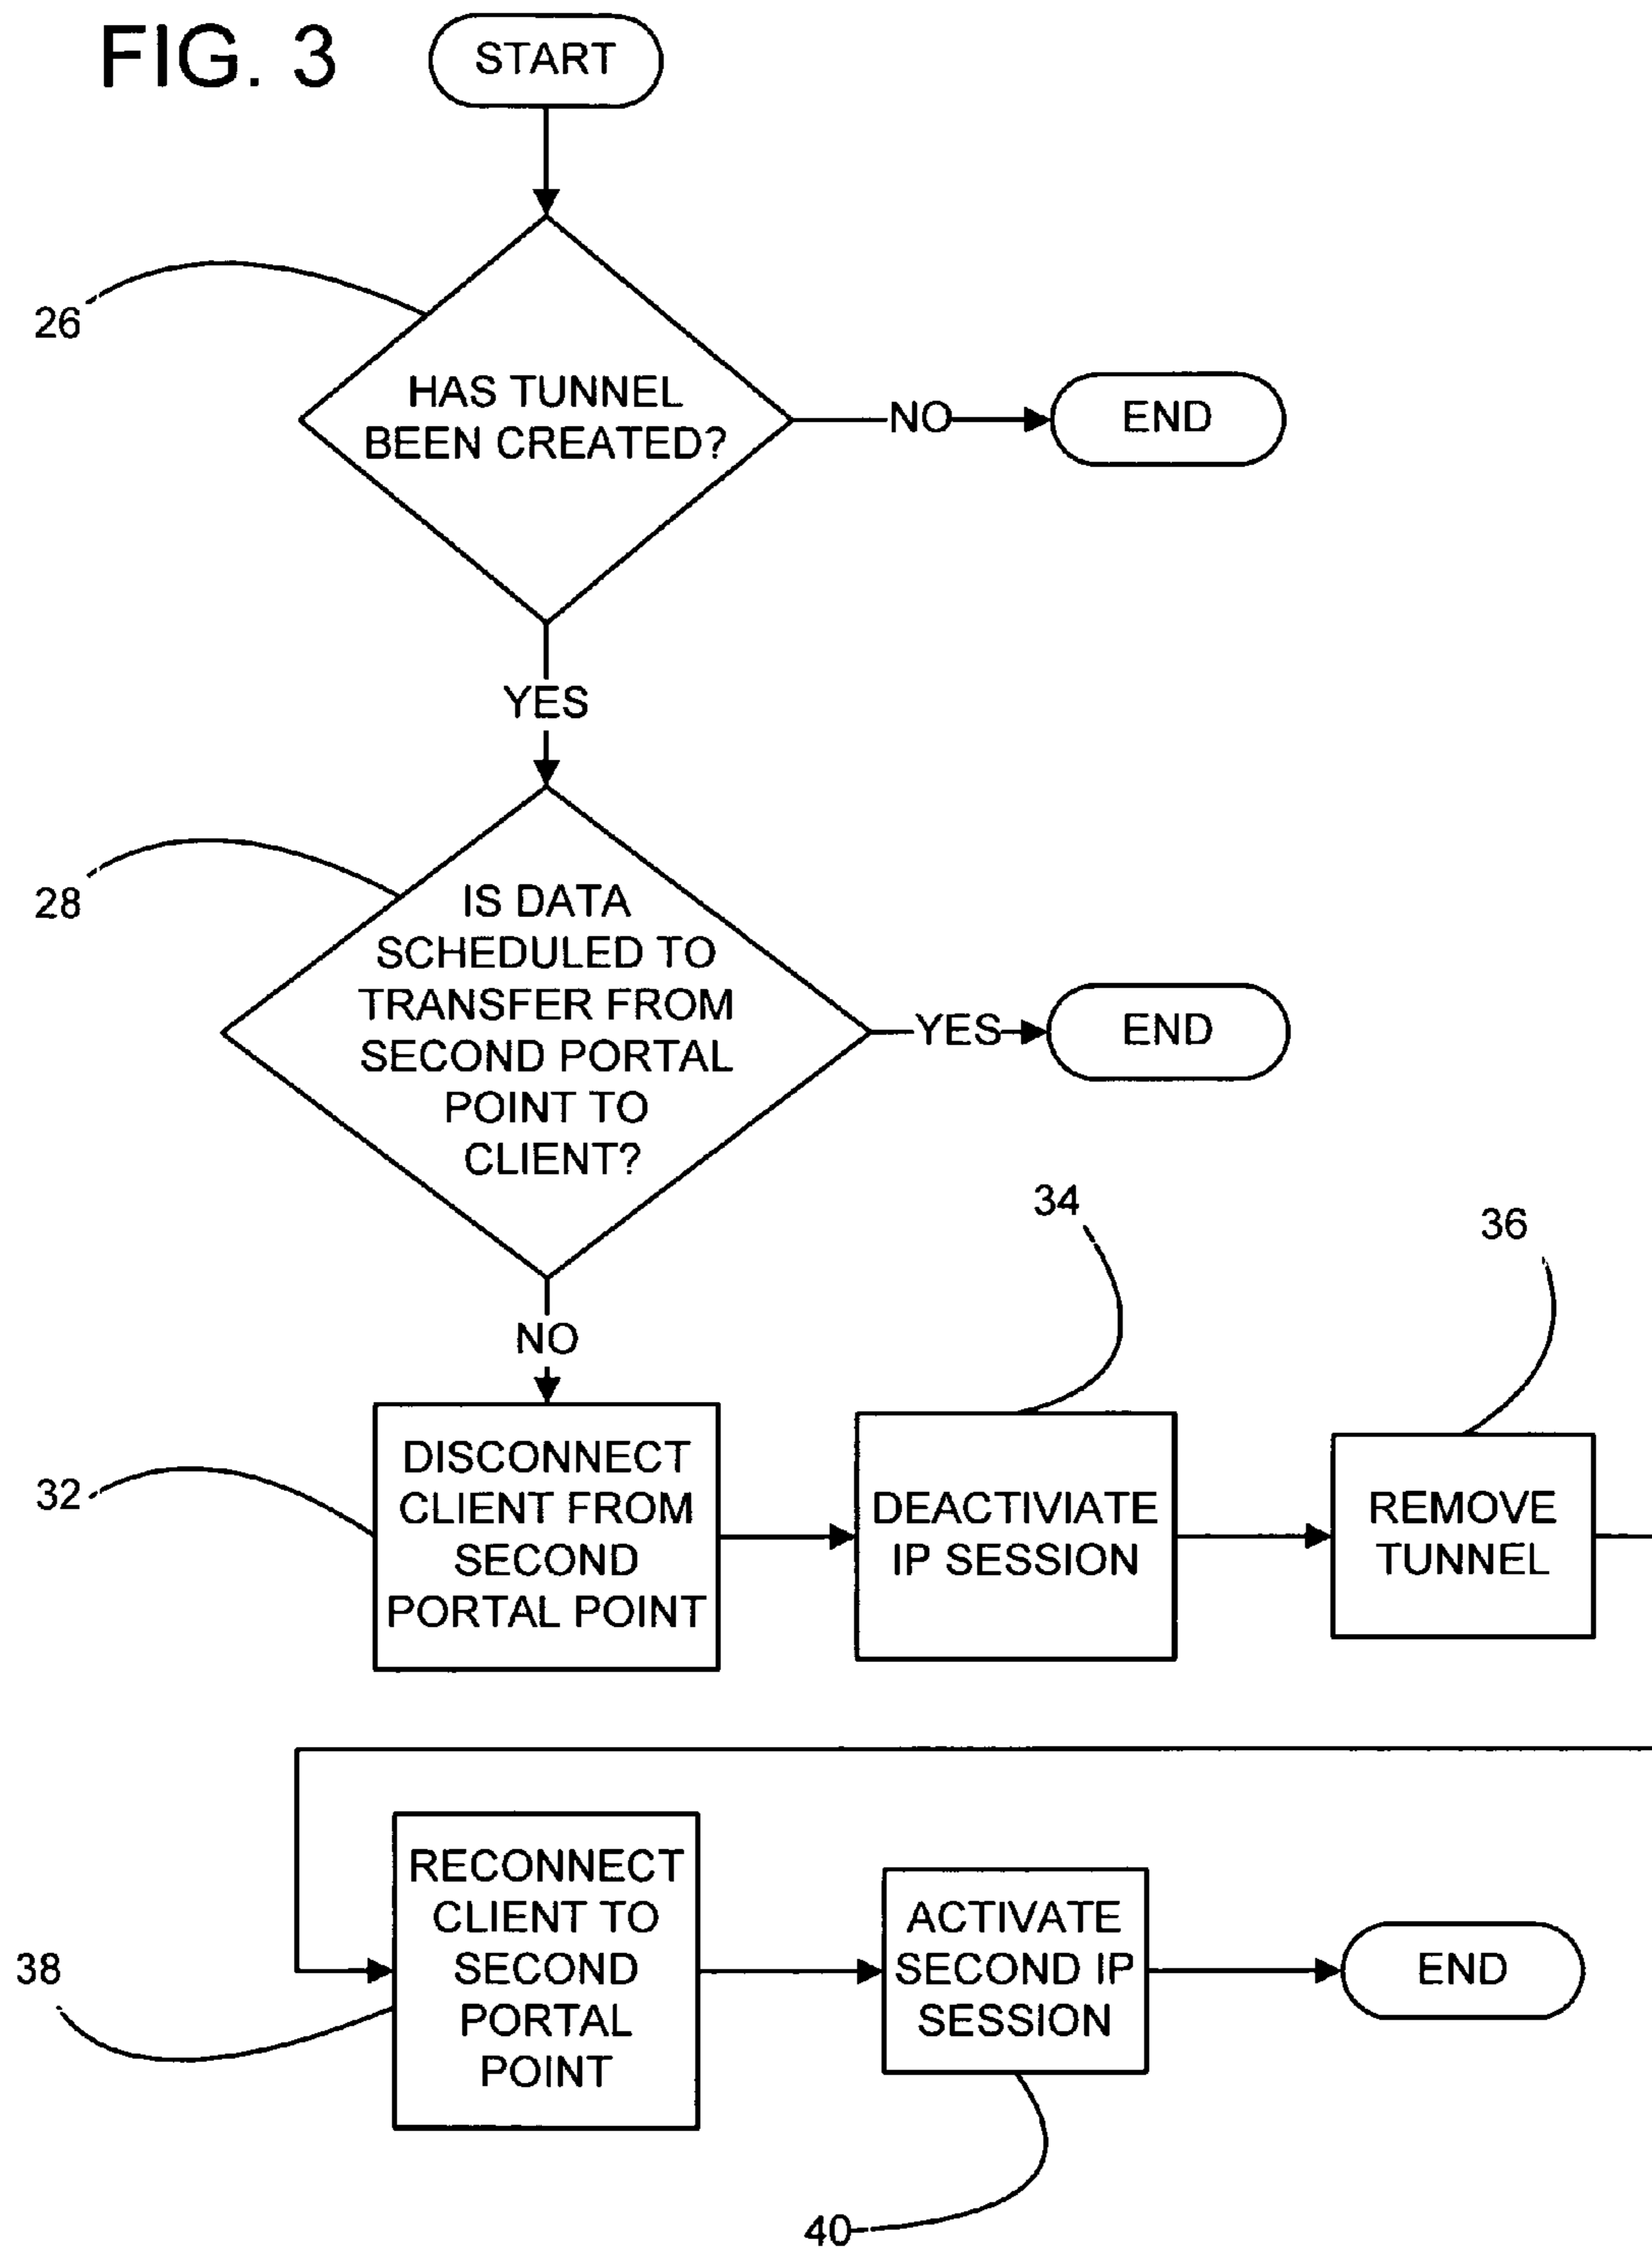 FIG. 3
START
26
HAS TUNNEL
BEEN CREATED?
NO
END
YES
28
IS DATA
SCHEDULED TO
TRANSFER FROM
SECOND PORTAL
POINT TO
CLIENT?
YES
END
NO
34
36
32
DISCONNECT
CLIENT FROM
SECOND
PORTAL POINT
DEACTIVIATE
IP SESSION
REMOVE
TUNNEL
38
RECONNECT
CLIENT TO
SECOND
PORTAL
POINT
ACTIVATE
SECOND IP
SESSION
END
40